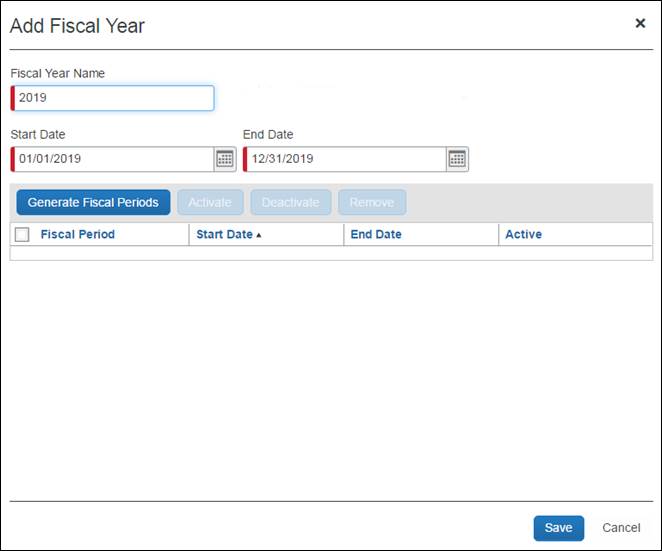 Add Fiscal Year
Fiscal Year Name
2019
Start Date End Date
01/01/2019 12/31/2019
Generate Fiscal Periods Activate Deactivate Remove
Fiscal Period Start Date End Date Active
Save Cancel